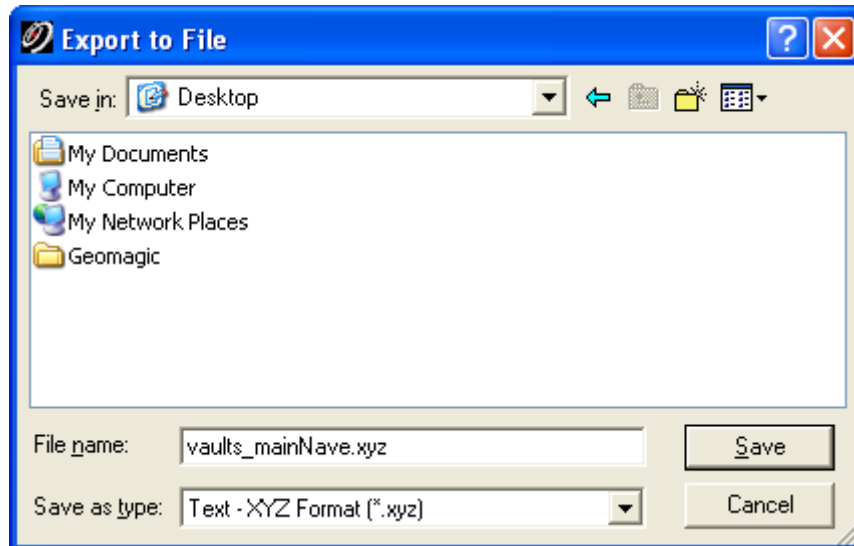 Export to File
Save in: Desktop
My Documents
My Computer
My Network Places
Geomagic
File name: vaults_mainNave.xyz Save
Save as type: Text - XYZ Format (*.xyz) Cancel